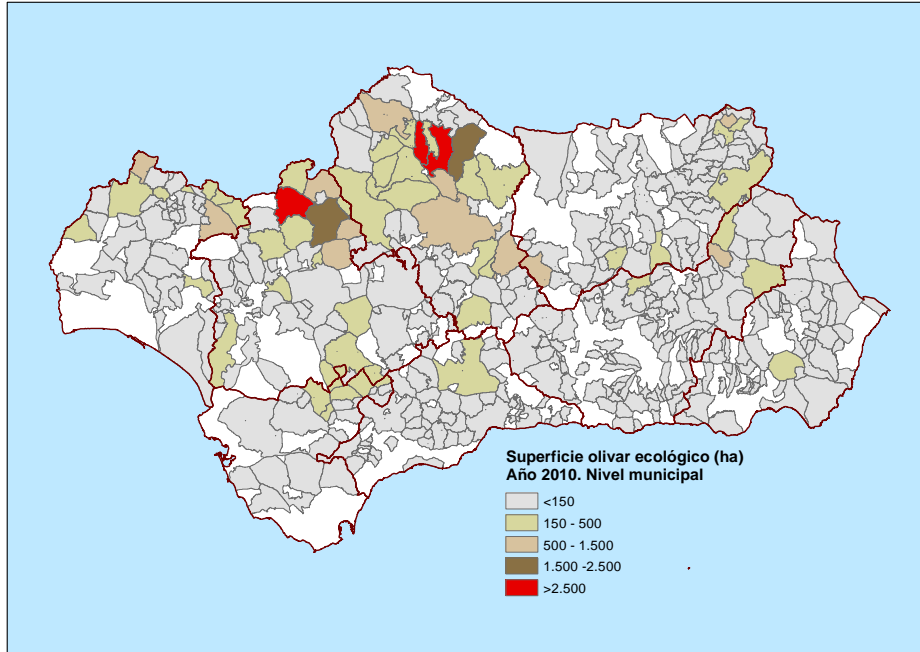 Superficie olivar ecológico (ha)
Año 2010. Nivel municipal
<150
150 - 500
500 - 1.500
1.500 -2.500
>2.500